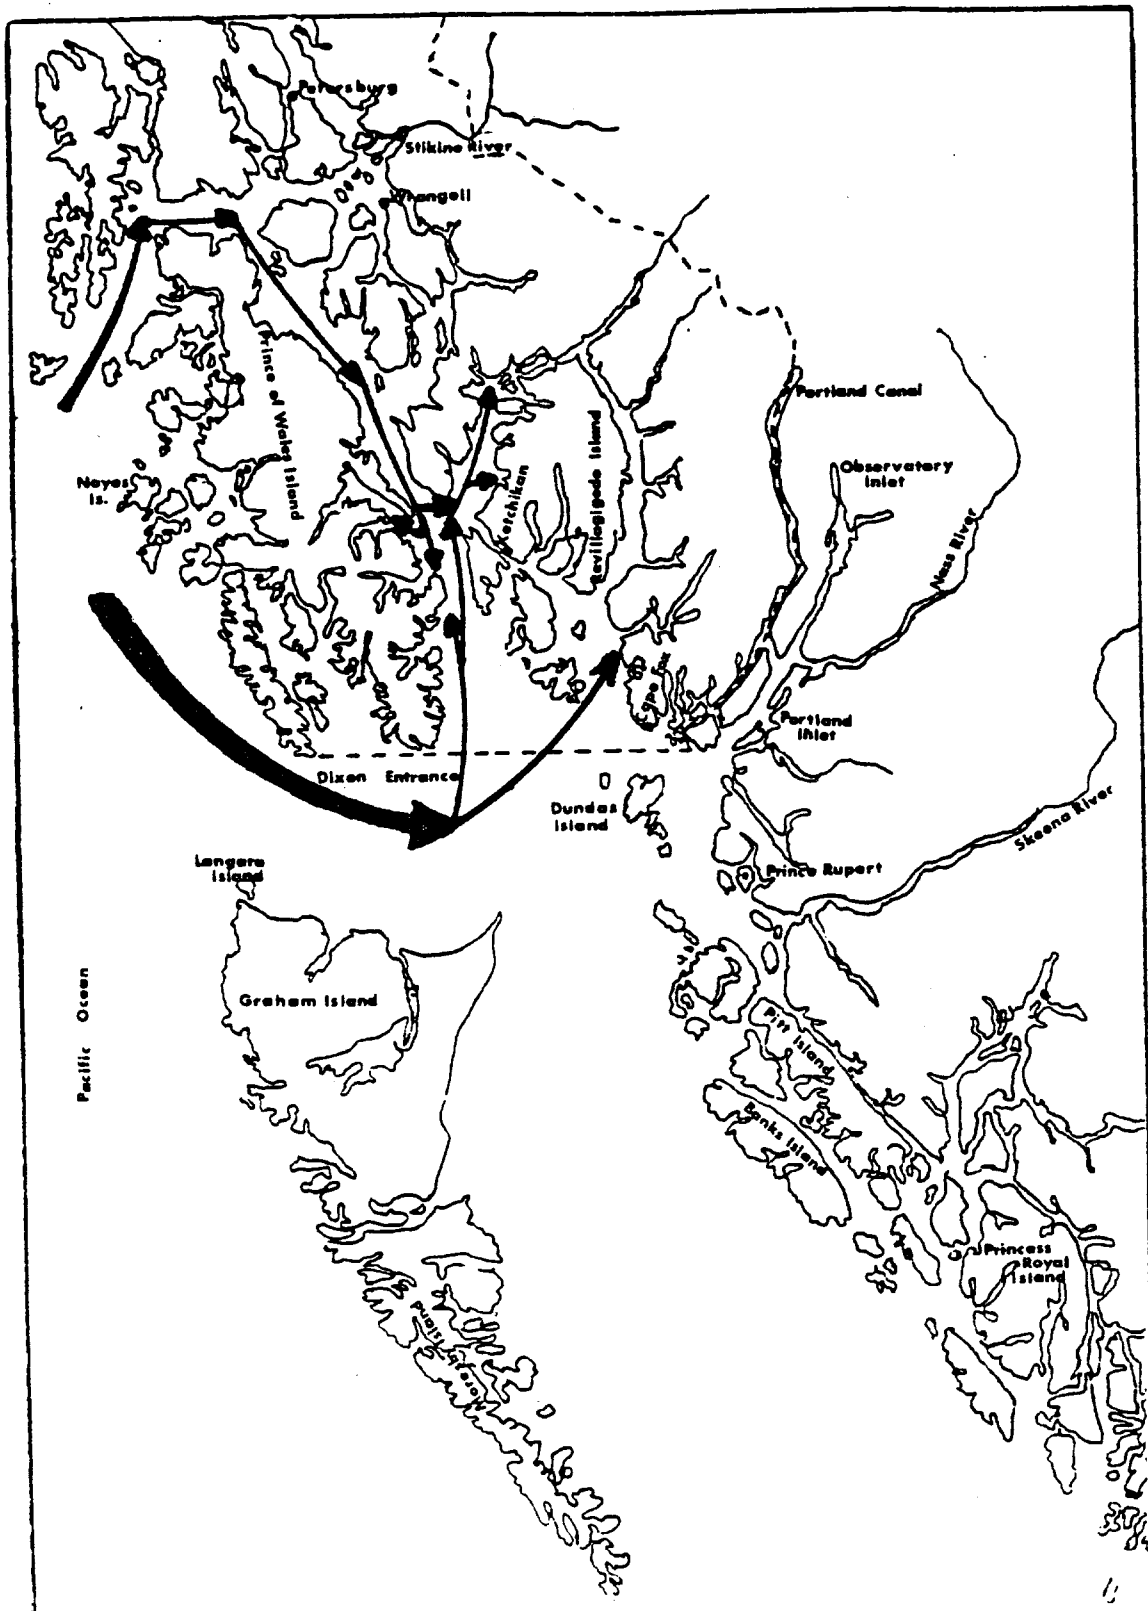 Petersburg
Stikine River
Wrangell
Prince of Wales Island
Portland Canal
Noyes
Is.
Ketchikan
Revillagigedo Island
Observatory
Inlet
Nass River
Cape Fox
Portland
Inlet
Dixon Entrance
Dundas
Island
Skeena River
Langara
Island
Prince Rupert
Pacific Ocean
Graham Island
Pitt Island
Banks Island
Princess
Royal
Island
Moresby Island